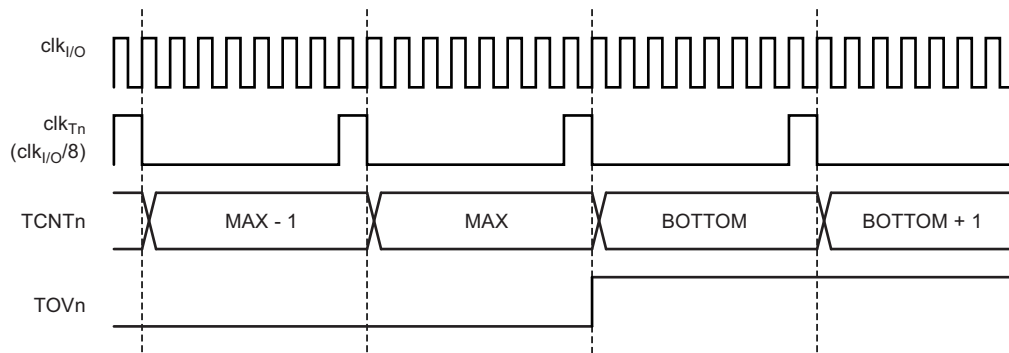 clkI/O
clkTn
(clkI/O/8)
TCNTn MAX - 1 MAX BOTTOM BOTTOM + 1
TOVn